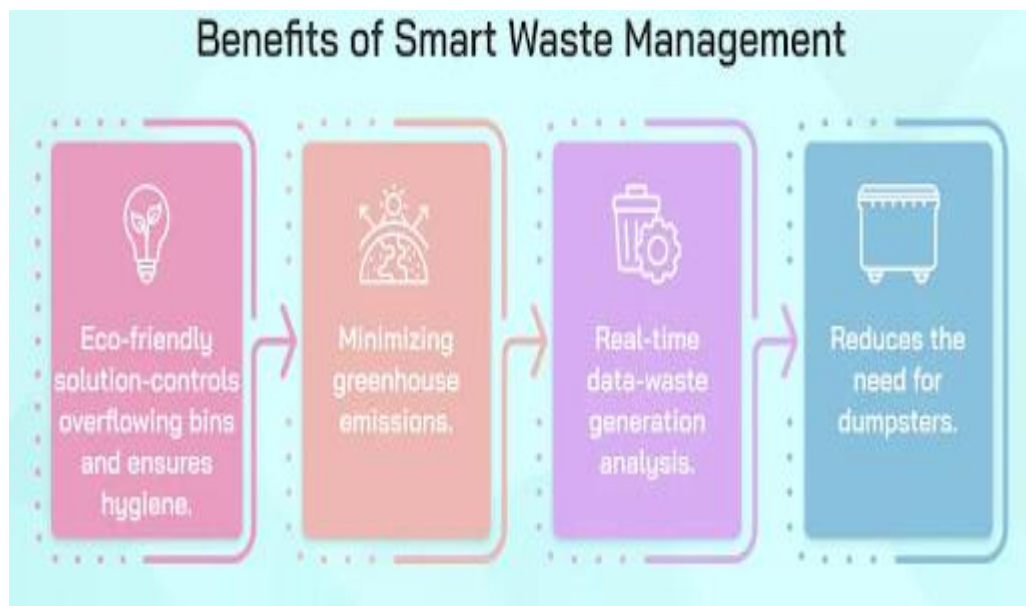 Benefits of Smart Waste Management
Eco-friendly
solution-controls
overflowing bins
and ensures
hygiene.
Minimizing
greenhouse
emissions.
Real-time
data-waste
generation
analysis.
Reduces the
need for
dumpsters.